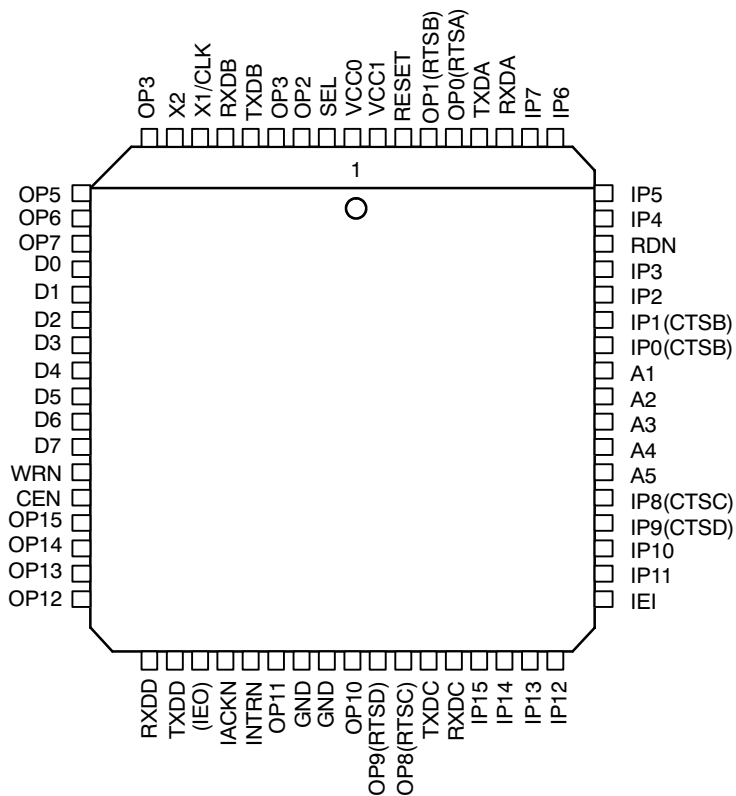 OP3
X2
X1/CLK
RXDB
TXDB
OP3
OP2
SEL
VCC0
VCC1
RESET
OP1(RTSB)
OP0(RTSA)
TXDA
RXDA
IP7
IP6
1
OP5
OP6
OP7
D0
D1
D2
D3
D4
D5
D6
D7
WRN
CEN
OP15
OP14
OP13
OP12
IP5
IP4
RDN
IP3
IP2
IP1(CTSB)
IP0(CTSB)
A1
A2
A3
A4
A5
IP8(CTSC)
IP9(CTSD)
IP10
IP11
IEI
RXDD
TXDD
(IEO)
IACKN
INTRN
OP11
GND
GND
OP10
OP9(RTSD)
OP8(RTSC)
TXDC
RXDC
IP15
IP14
IP13
IP12